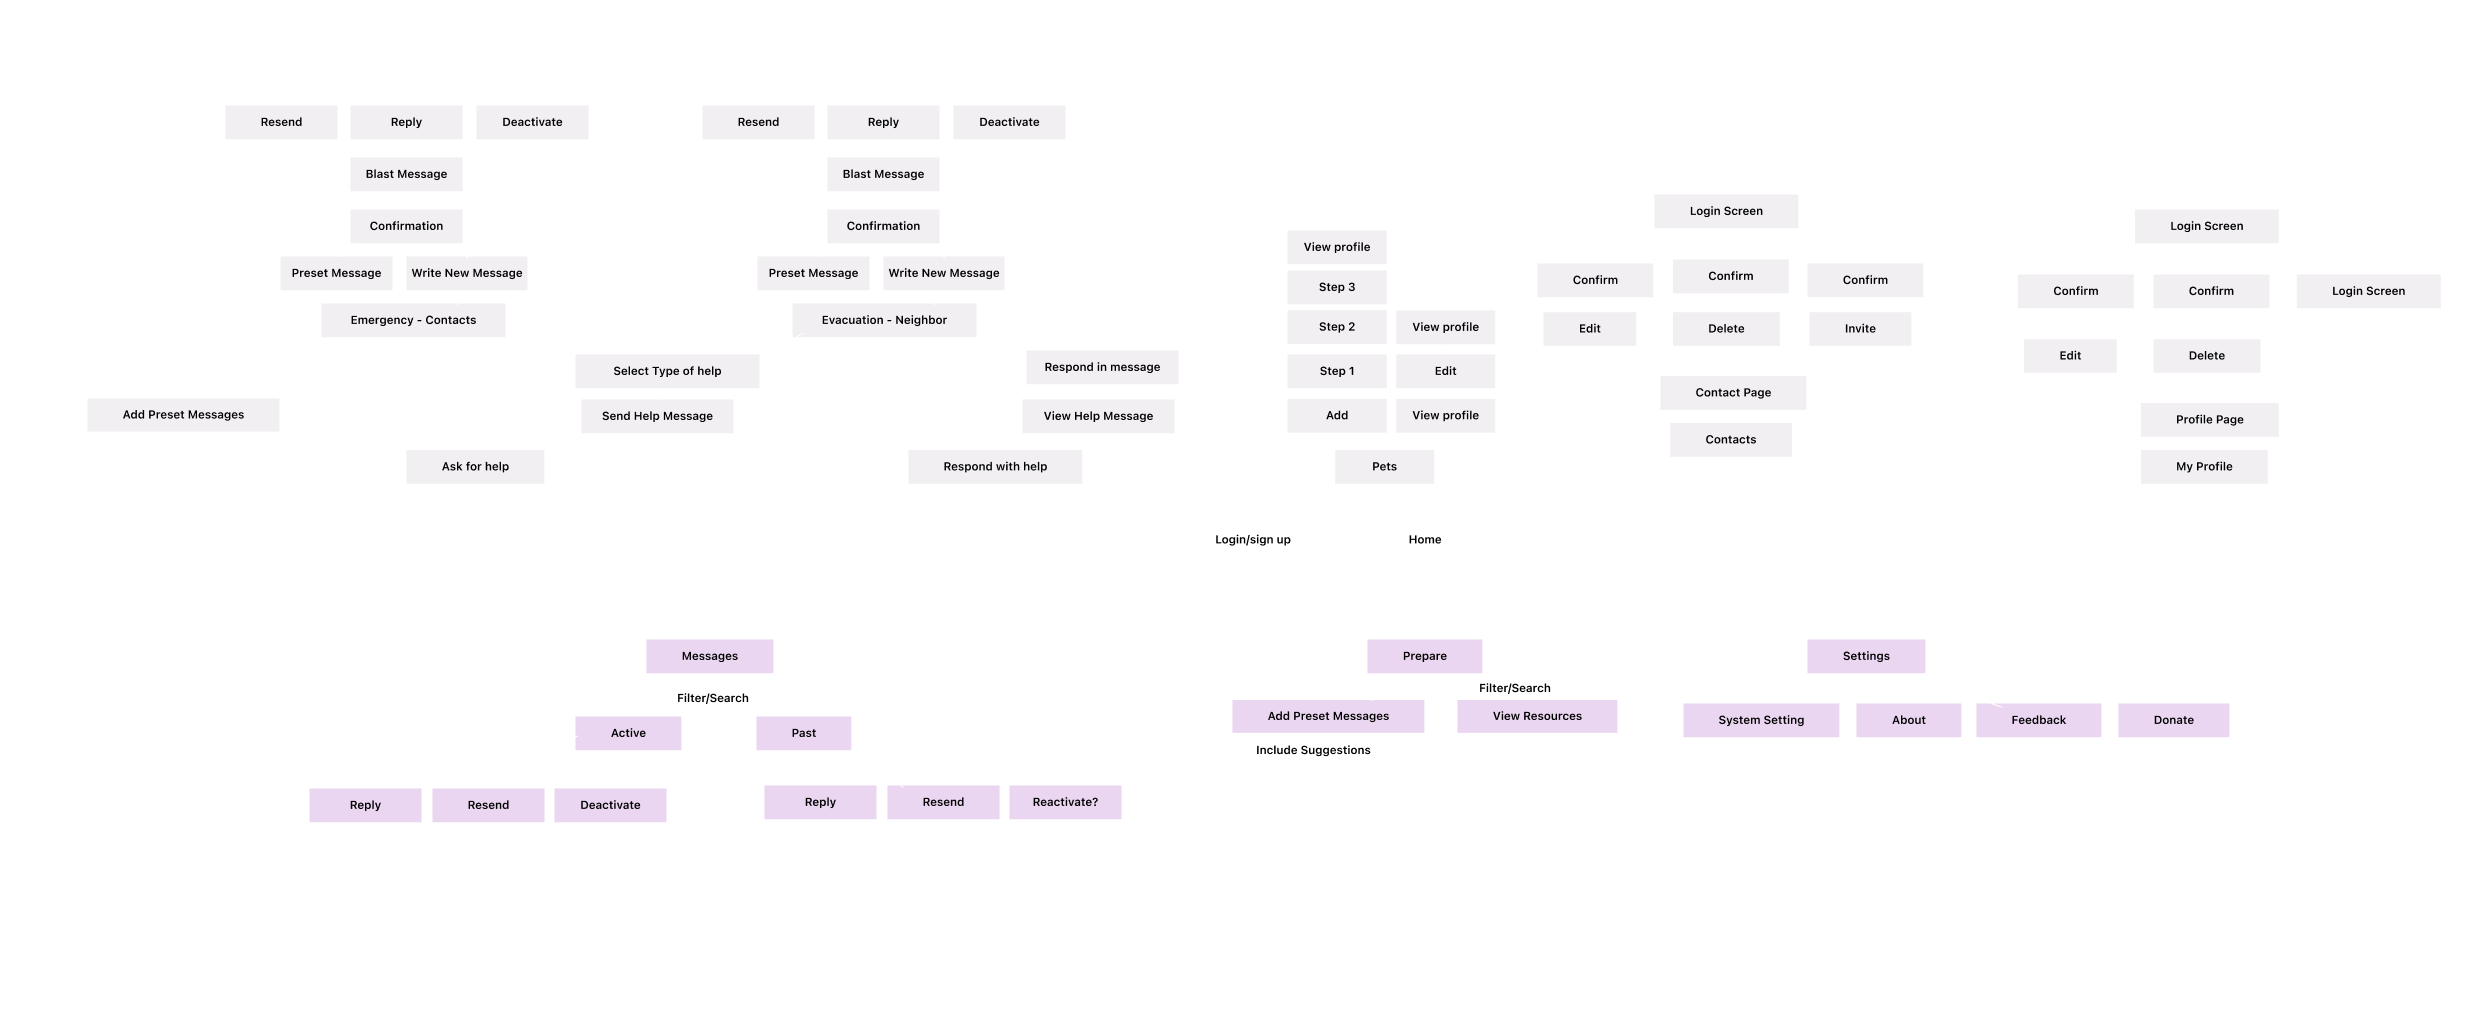 Resend
Reply
Deactivate
Resend
Reply
Deactivate
Blast Message
Blast Message
Login Screen
Confirmation
Confirmation
Login Screen
View profile
Preset Message
Write New Message
Preset Message
Write New Message
Confirm
Confirm
Confirm
Step 3
Confirm
Confirm
Login Screen
Emergency - Contacts
Evacuation - Neighbor
Step 2
View profile
Edit
Delete
Invite
Edit
Delete
Select Type of help
Respond in message
Step 1
Edit
Contact Page
Add Preset Messages
Send Help Message
View Help Message
Add
View profile
Profile Page
Contacts
Ask for help
Respond with help
Pets
My Profile
Login/sign up
Home
Messages
Prepare
Settings
Filter/Search
Filter/Search
Add Preset Messages
View Resources
System Setting
About
Feedback
Donate
Active
Past
Include Suggestions
Reply
Resend
Deactivate
Reply
Resend
Reactivate?